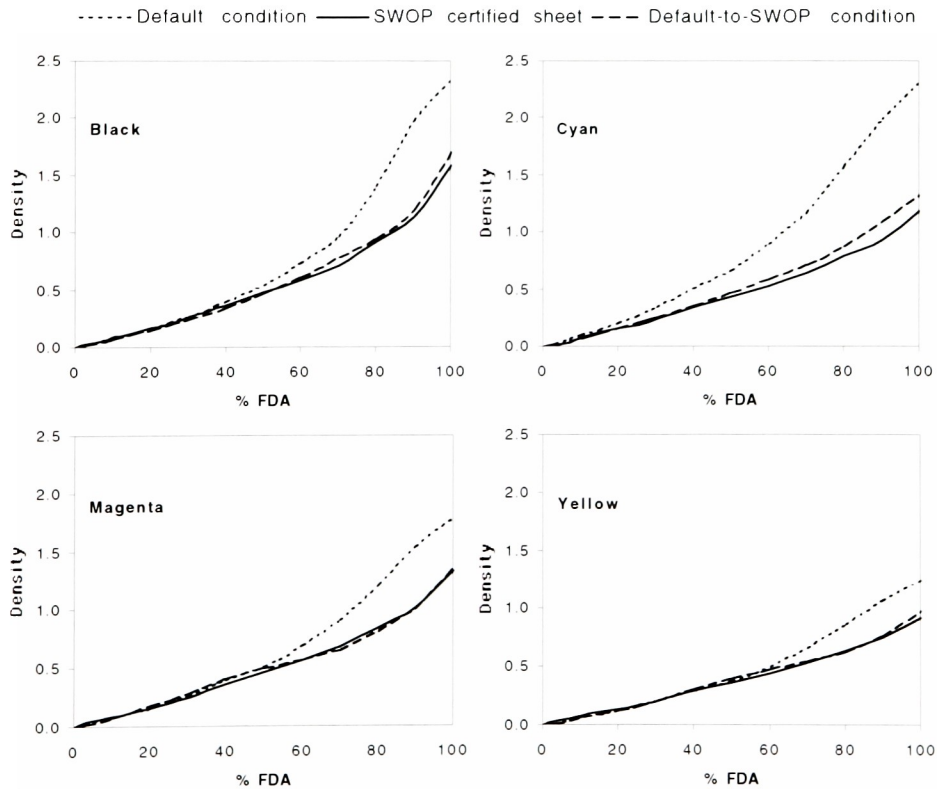 Default condition SWOP certified sheet Default-to-SWOP condition
Black
Density
2.5
2.0
1.5
1.0
0.5
0.0
0 20 40 60 80 100
% FDA
Cyan
Density
2.5
2.0
1.5
1.0
0.5
0.0
0 20 40 60 80 100
% FDA
Magenta
Density
2.5
2.0
1.5
1.0
0.5
0.0
0 20 40 60 80 100
% FDA
Yellow
Density
2.5
2.0
1.5
1.0
0.5
0.0
0 20 40 60 80 100
% FDA